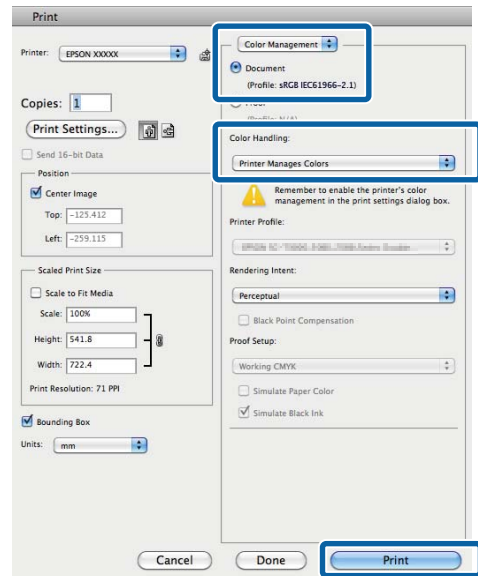 Print
Printer:
EPSON XXXXX
Copies:
1
Print Settings...
Send 16-bit Data
Position
Center Image
Top: -125.412
Left: -259.115
Scaled Print Size
Scale to Fit Media
Scale: 100%
Height: 541.8
Width: 722.4
Print Resolution: 71 PPI
Bounding Box
Units: mm
Color Management
Document
(Profile: sRGB IEC61966-2.1)
Color Handling:
Printer Manages Colors
Remember to enable the printer's color
management in the print settings dialog box.
Printer Profile:
Rendering Intent:
Perceptual
Black Point Compensation
Proof Setup:
Working CMYK
Simulate Paper Color
Simulate Black Ink
Cancel
Done
Print